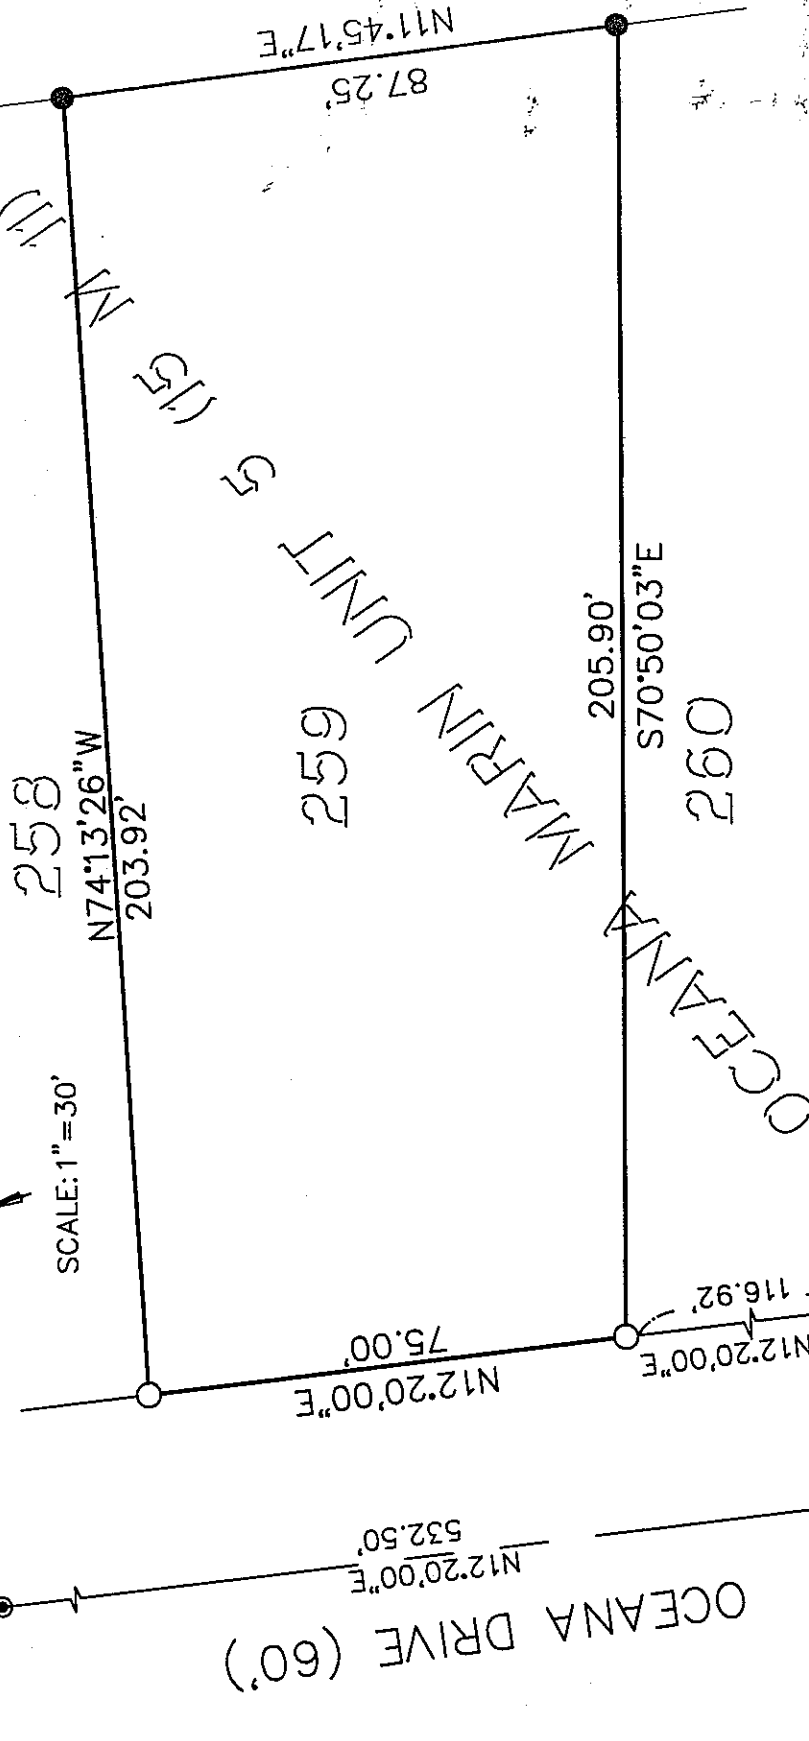 N11°45'17"E
87.25'
258
N74°13'26"W
203.92'
259
205.90'
S70°50'03"E
260
OCEANA MARIN UNIT 5 (15 M 11)
SCALE: 1"=30'
75.00'
N12°20'00"E
116.92'
N12°20'00"E
532.50'
N12°20'00"E
OCEANA DRIVE (60')